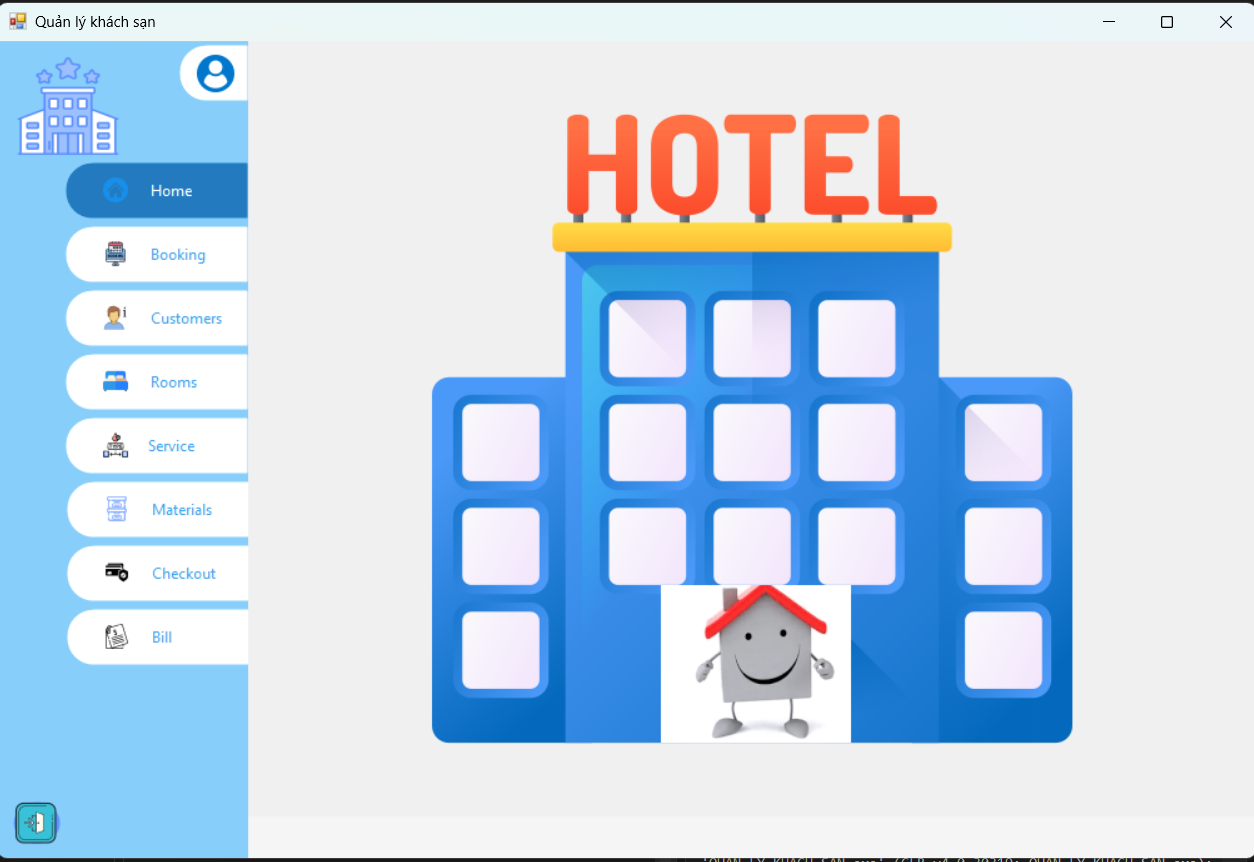 Quản lý khách sạn
HOTEL
Home
Booking
Customers
Rooms
Service
Materials
Checkout
Bill